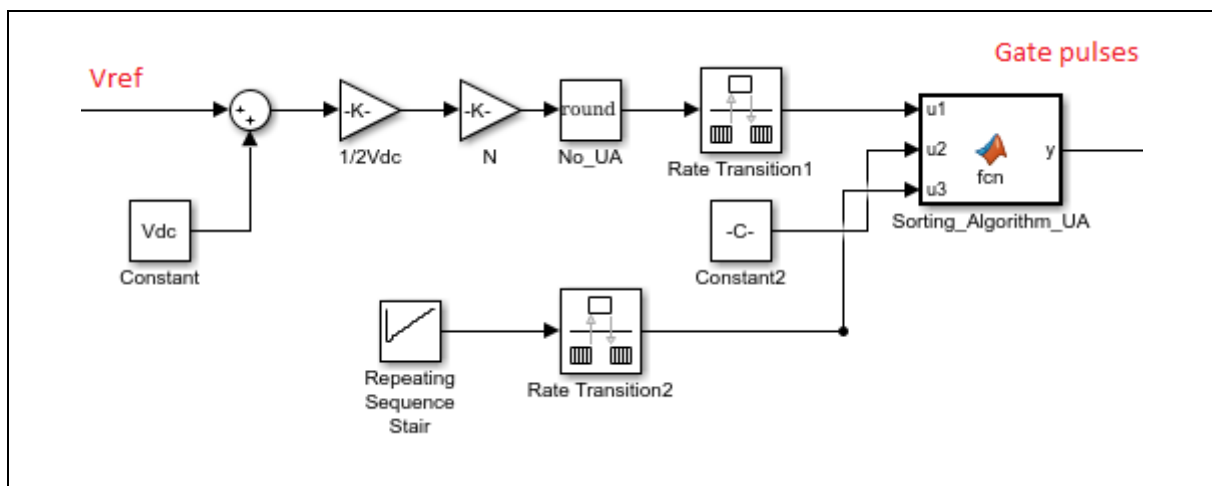 Vref
Gate pulses
+
+
-K-
1/2Vdc
-K-
N
round
No_UA
Rate Transition1
u1
u2
u3
fcn
y
Sorting_Algorithm_UA
Vdc
Constant
-C-
Constant2
Repeating
Sequence
Stair
Rate Transition2